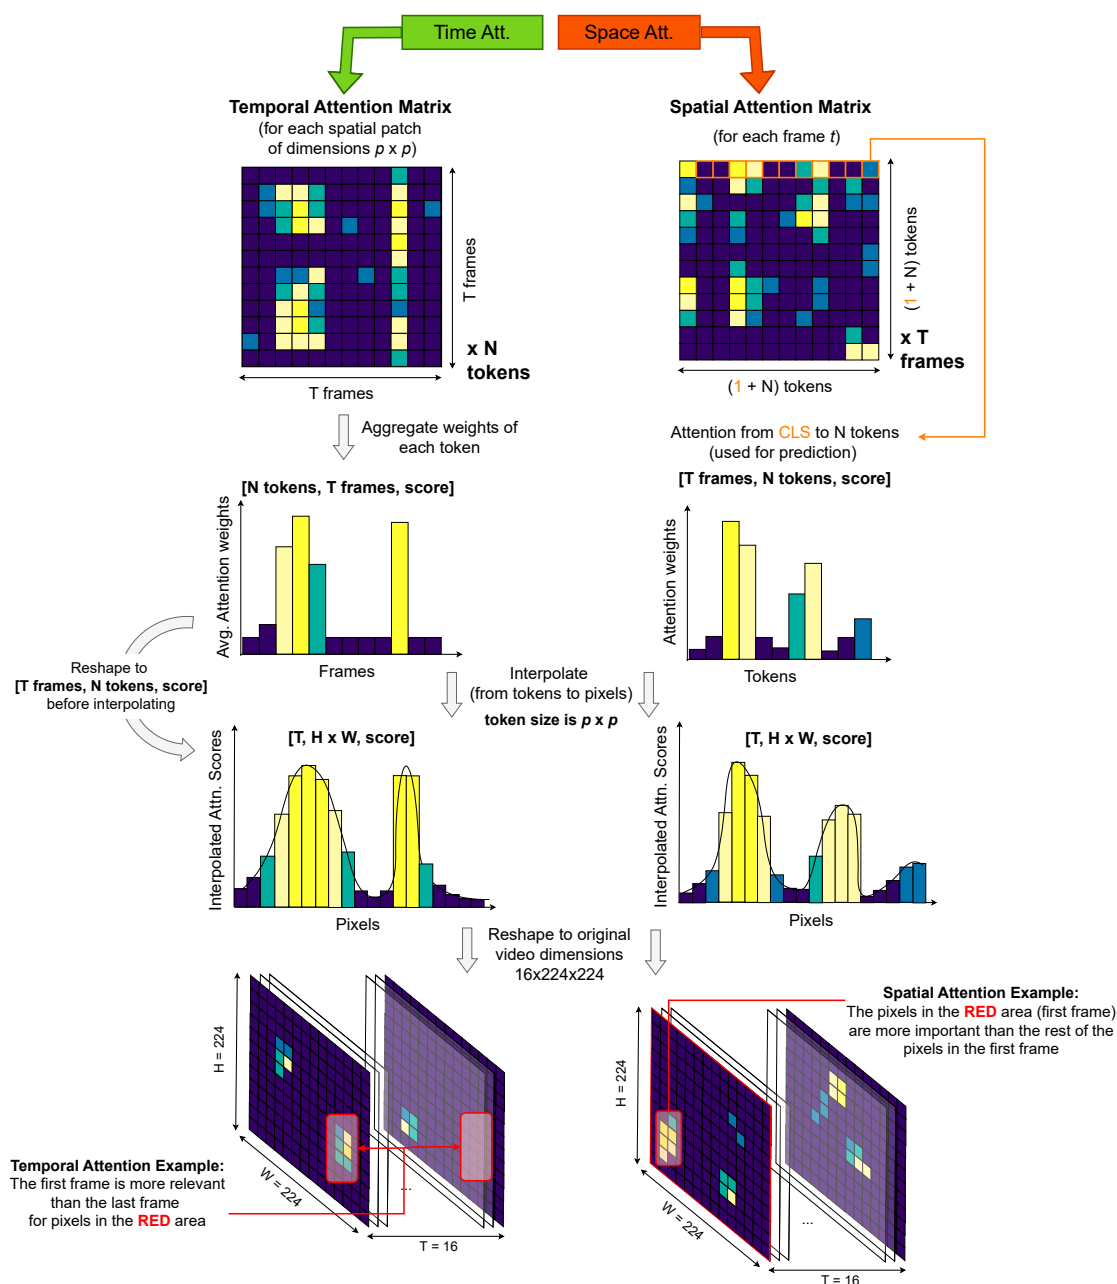 Time Att.
Space Att.
Temporal Attention Matrix
(for each spatial patch
of dimensions p x p)
T frames
x N
tokens
T frames
Spatial Attention Matrix
(for each frame t)
(1 + N) tokens
x T
frames
(1 + N) tokens
Aggregate weights of
each token
Attention from CLS to N tokens
(used for prediction)
[N tokens, T frames, score]
Avg. Attention weights
Frames
[T frames, N tokens, score]
Attention weights
Tokens
Reshape to
[T frames, N tokens, score]
before interpolating
Interpolate
(from tokens to pixels)
token size is p x p
[T, H x W, score]
Interpolated Attn. Scores
Pixels
[T, H x W, score]
Interpolated Attn. Scores
Pixels
Reshape to original
video dimensions
16x224x224
H = 224
W = 224
...
T = 16
Temporal Attention Example:
The first frame is more relevant
than the last frame
for pixels in the RED area
Spatial Attention Example:
The pixels in the RED area (first frame)
are more important than the rest of the
pixels in the first frame
H = 224
W = 224
...
T = 16